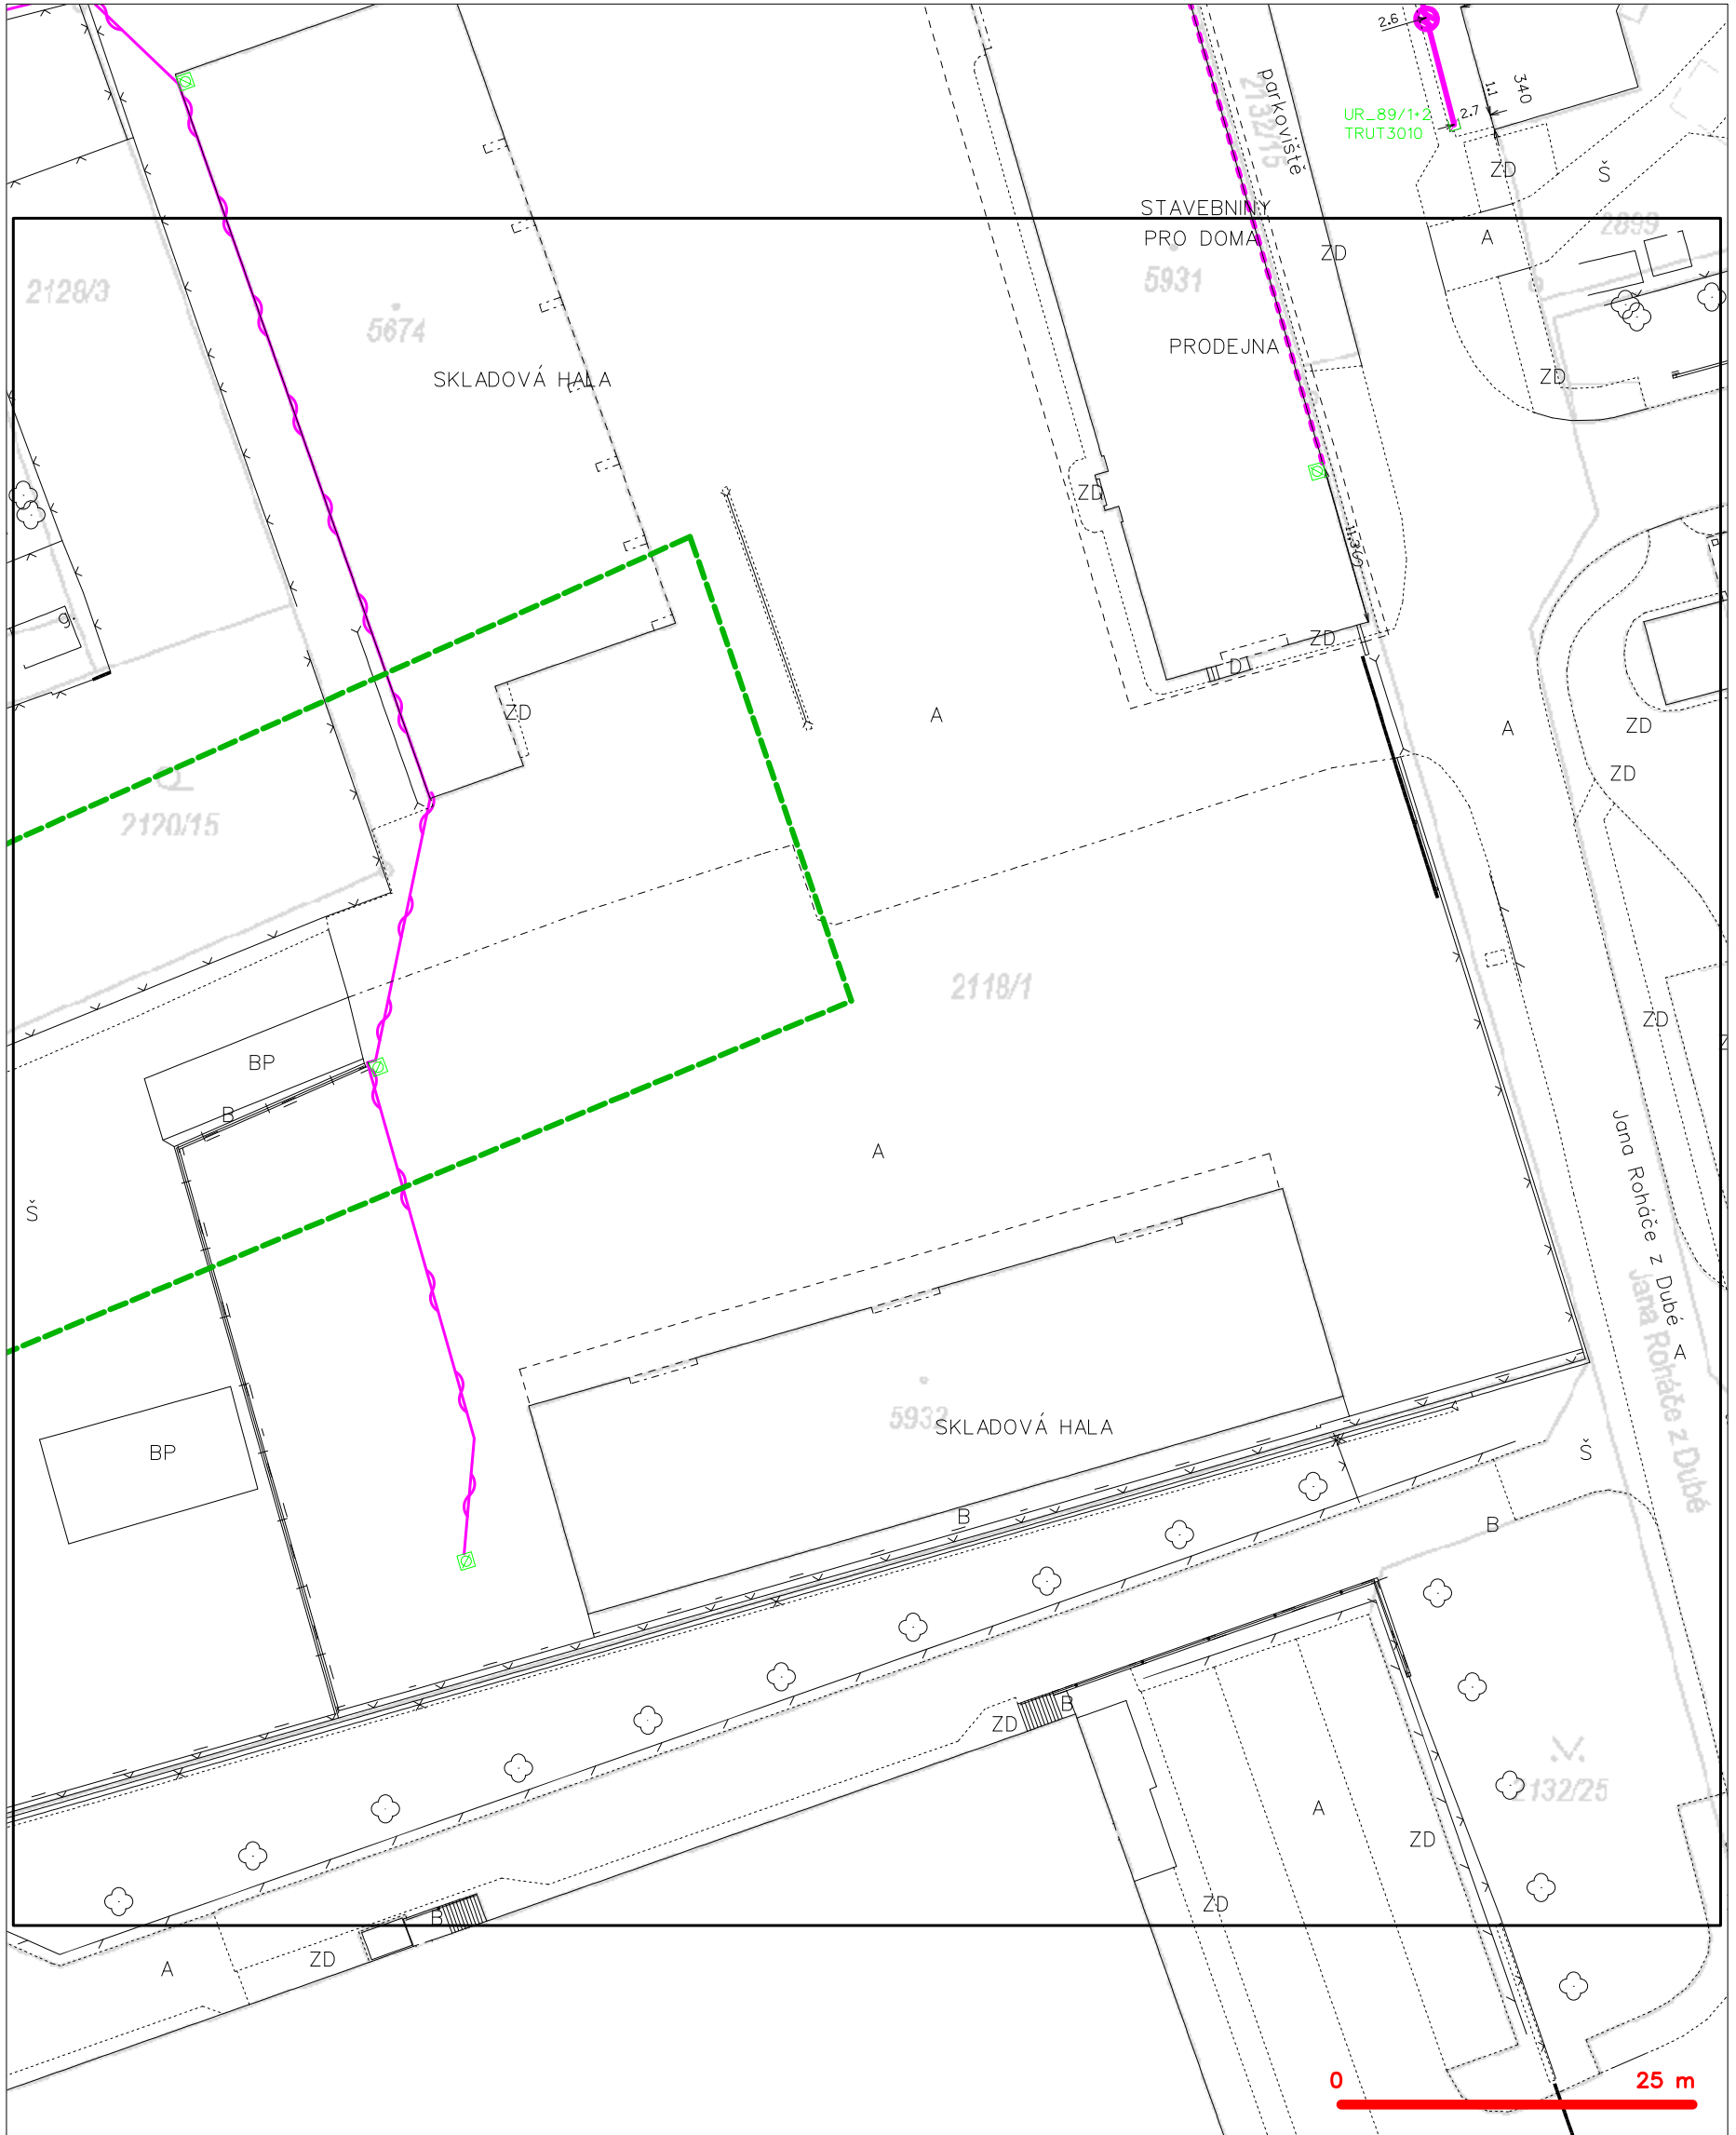 2.6
340
1.1
2.7
UR_89/1+2
TRUT3010
parkoviště
2132/15
ZD
Š
STAVEBNINY
PRO DOMA
2899
A
ZD
5931
2128/3
5674
PRODEJNA
SKLADOVÁ HALA
ZD
ZD
g.
ZD
D
ZD
A
A
ZD
ZD
2120/15
2118/1
ZD
BP
B
A
Jana Roháče z Dubé
Š
Jana Roháče z Dubé
A
5932
SKLADOVÁ HALA
BP
Š
B
B
B
ZD
2132/25
A
ZD
ZD
B
ZD
A
0
25 m